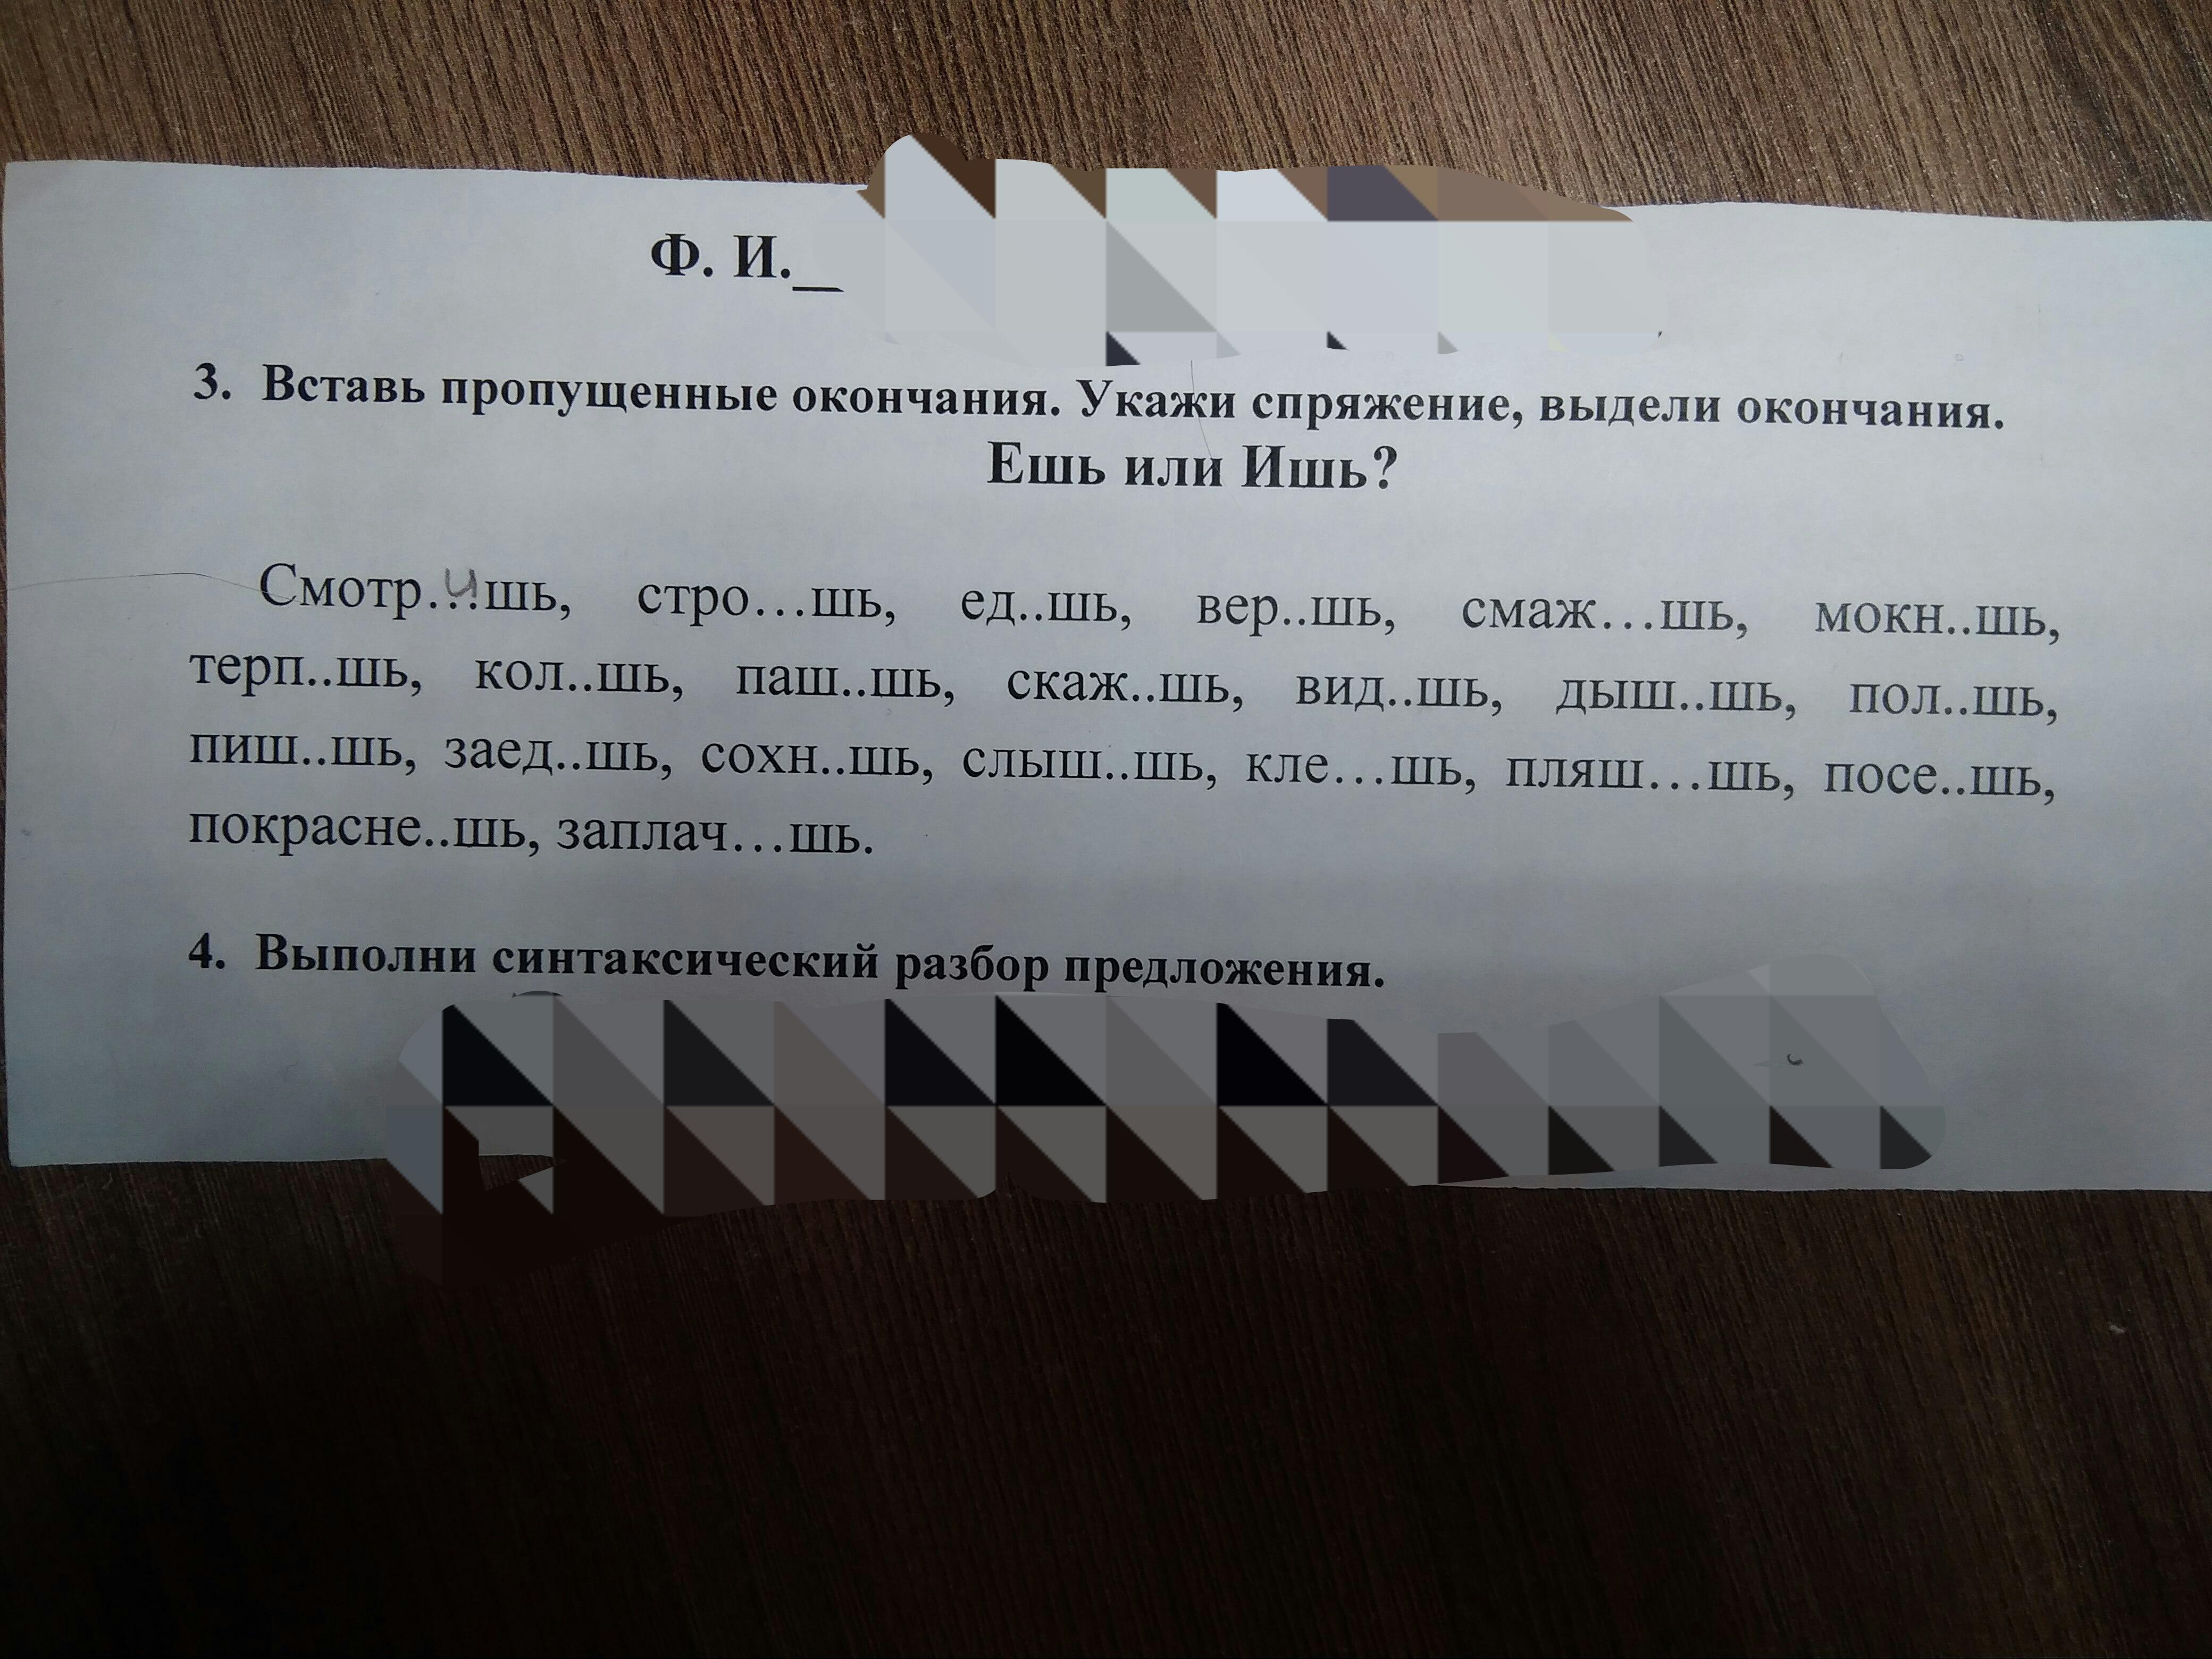 Ф. И.__
3. Вставь пропущенные окончания. Укажи спряжение, выдели окончания.
Ешь или Ишь?
Смотр.и.шь, стро…шь, ед..шь, вер..шь, смаж…шь, мокн..шь,
терп..шь, кол..шь, паш..шь, скаж..шь, вид..шь, дыш..шь, пол..шь,
пиш..шь, заед..шь, сохн..шь, слыш..шь, кле…шь, пляш…шь, посе..шь,
покрасне..шь, заплач…шь.
4. Выполни синтаксический разбор предложения.